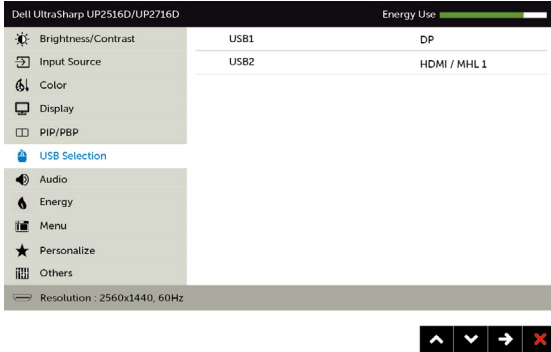 Dell UltraSharp UP2516D/UP2716D Energy Use
Brightness/Contrast USB1 DP
Input Source USB2 HDMI / MHL 1
Color
Display
PIP/PBP
USB Selection
Audio
Energy
Menu
Personalize
Others
Resolution : 2560x1440, 60Hz